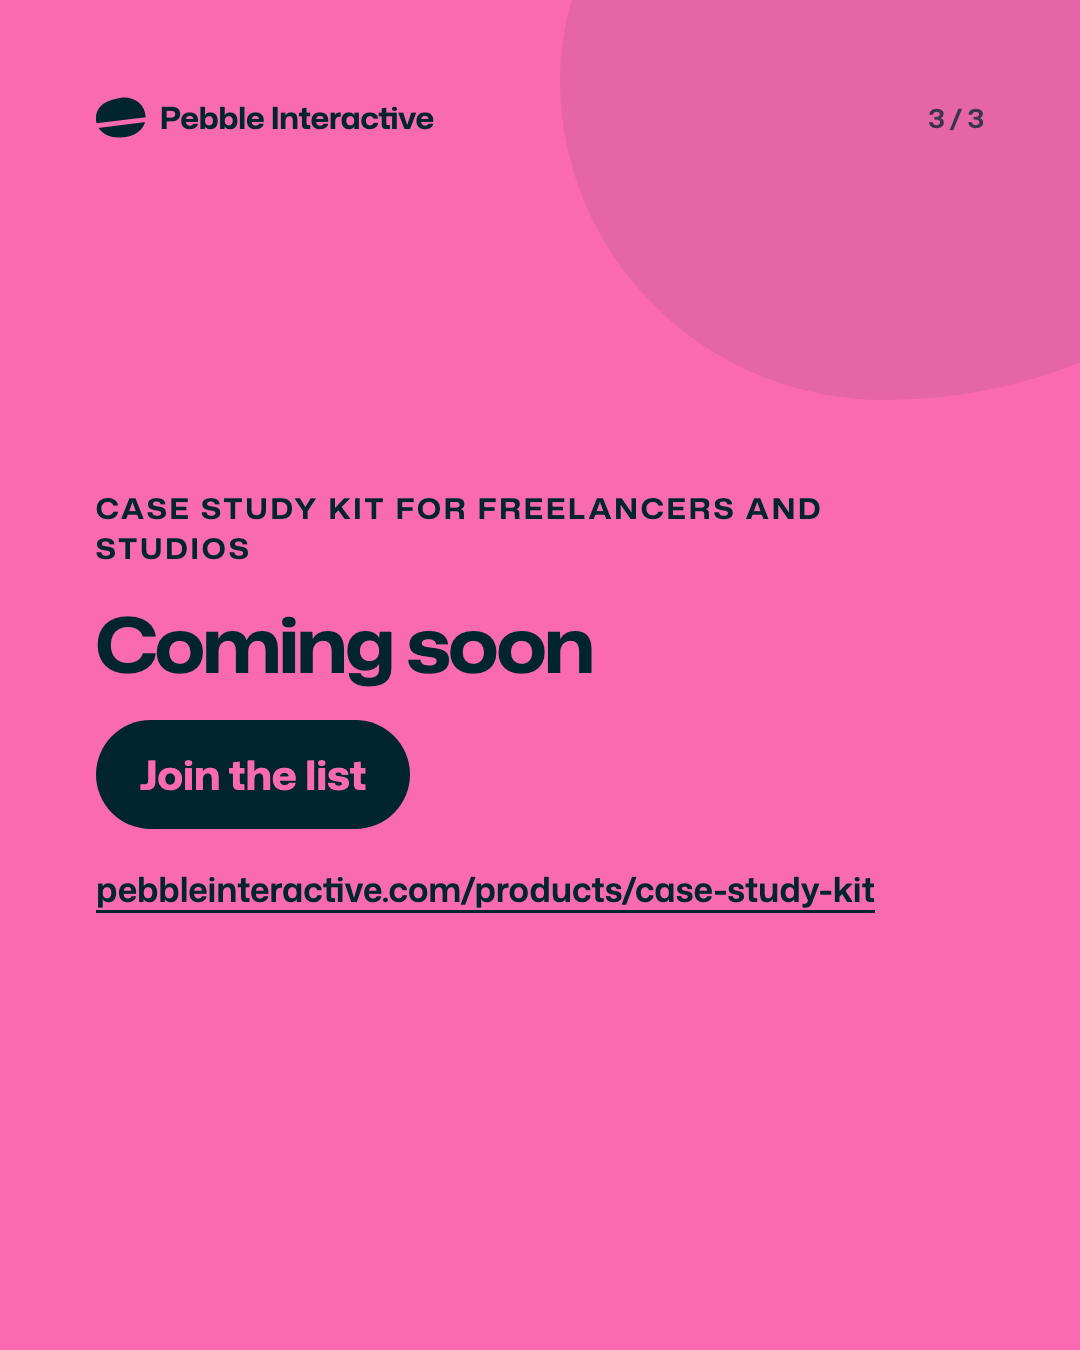 Pebble Interactive
3 / 3
CASE STUDY KIT FOR FREELANCERS AND
STUDIOS
Coming soon
Join the list
pebbleinteractive.com/products/case-study-kit